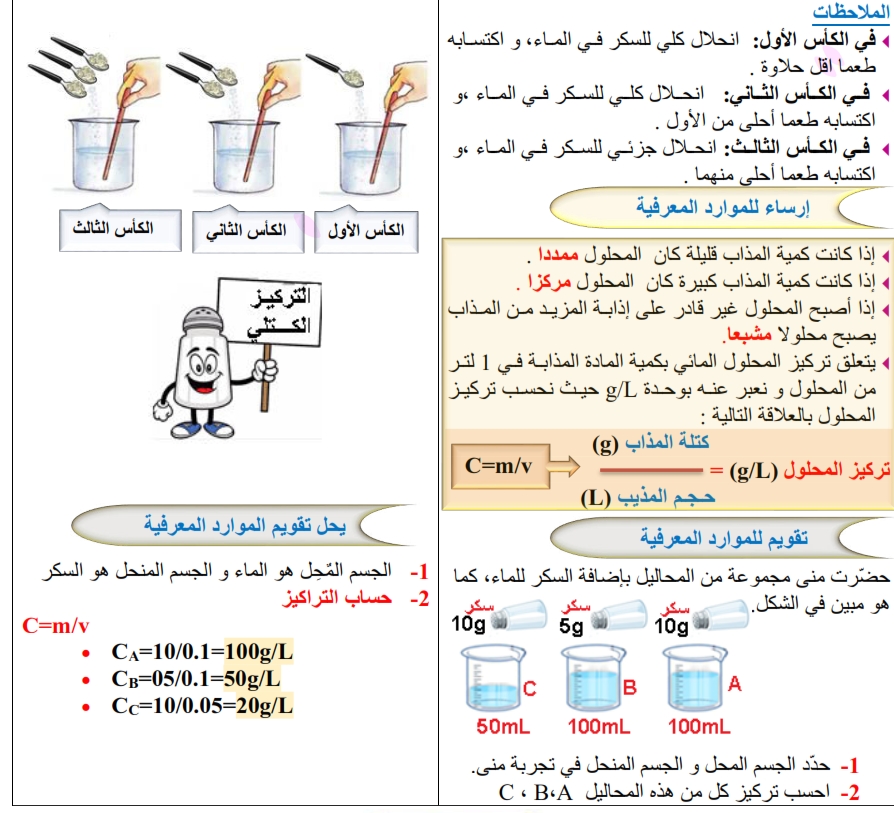 الملاحظات
في الكأس الأول: انحلال كلي للسكر في الماء، و اكتسابه
طعما اقل حلاوة .
في الكأس الثاني: انحلال كلي للسكر في الماء ،و
اكتسابه طعما أحلى من الأول .
في الكأس الثالث: انحلال جزئي للسكر في الماء ،و
اكتسابه طعما أحلى منهما .
إرساء للموارد المعرفية
إذا كانت كمية المذاب قليلة كان المحلول ممددا .
إذا كانت كمية المذاب كبيرة كان المحلول مركزا .
إذا أصبح المحلول غير قادر على إذابة المزيد من المذاب
يصبح محلولا مشبعا.
يتعلق تركيز المحلول المائي بكمية المادة المذابة في 1 لتر
من المحلول و نعبر عنه بوحدة g/L حيث نحسب تركيز
المحلول بالعلاقة التالية :
كتلة المذاب (g)
تركيز المحلول (g/L) =
C=m/v
حجم المذيب (L)
تقويم للموارد المعرفية
حضّرت منى مجموعة من المحاليل بإضافة السكر للماء، كما
هو مبين في الشكل.
سكر سكر سكر
10g 5g 10g
C B A
50mL 100mL 100mL
1- حدّد الجسم المحل و الجسم المنحل في تجربة منى.
2- احسب تركيز كل من هذه المحاليل A،B ، C
الكأس الأول
الكأس الثاني
الكأس الثالث
التركيز
الكتلي
يحل تقويم الموارد المعرفية
1- الجسم المُحِل هو الماء و الجسم المنحل هو السكر
2- حساب التراكيز
C=m/v
• CA=10/0.1=100g/L
• CB=05/0.1=50g/L
• CC=10/0.05=20g/L